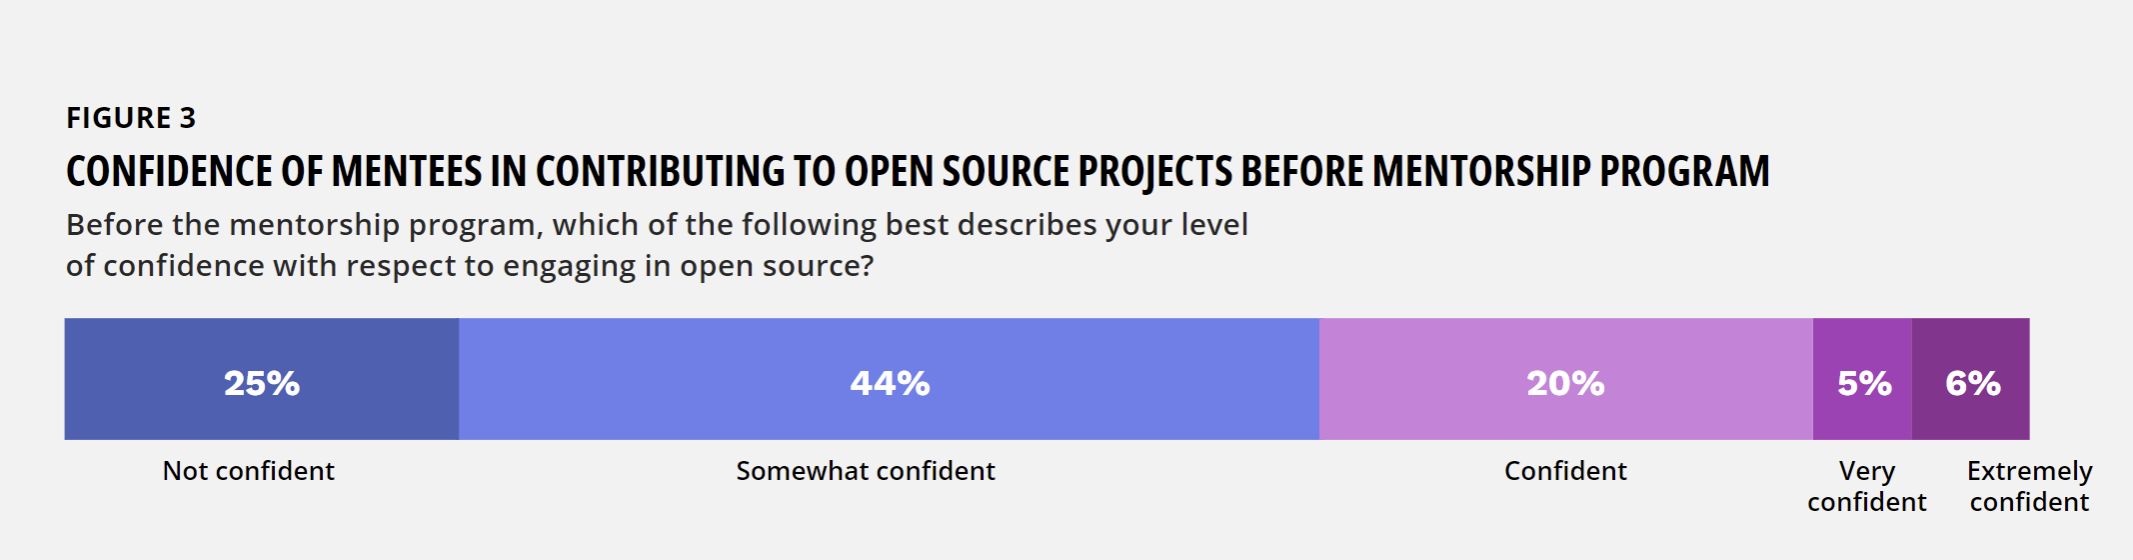 FIGURE 3
CONFIDENCE OF MENTEES IN CONTRIBUTING TO OPEN SOURCE PROJECTS BEFORE MENTORSHIP PROGRAM
Before the mentorship program, which of the following best describes your level
of confidence with respect to engaging in open source?
25% 44% 20% 5% 6%
Not confident Somewhat confident Confident Very Extremely
confident confident